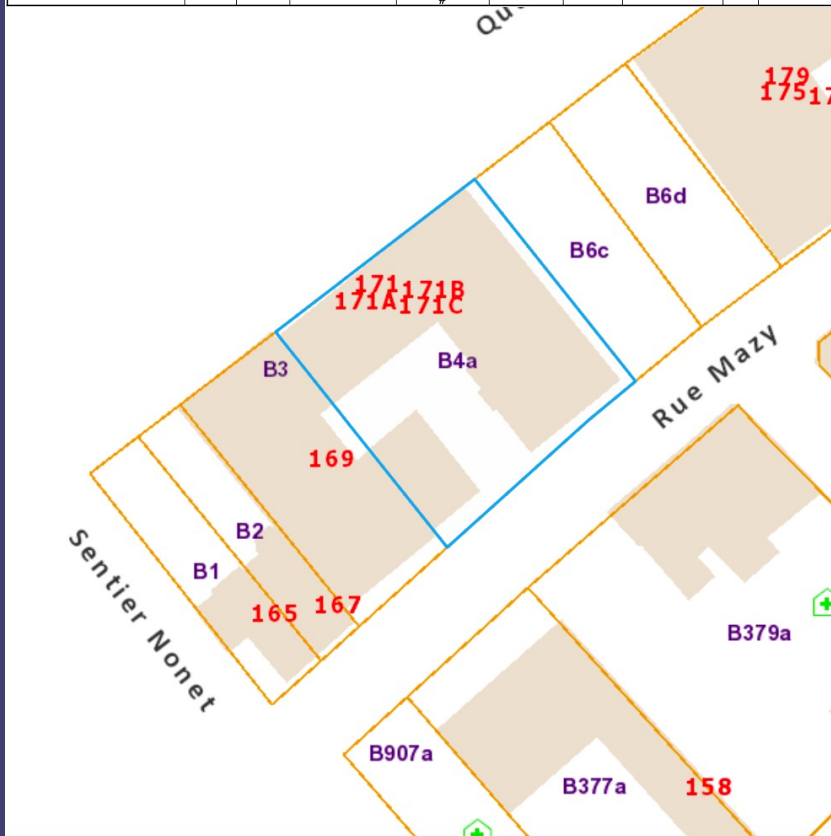 179
175
B6d
B6c
171 171B
171A 171C
B4a
B3
Rue Mazy
169
B2
B1
Sentier Nonet
167
165
B379a
B907a
B377a
158